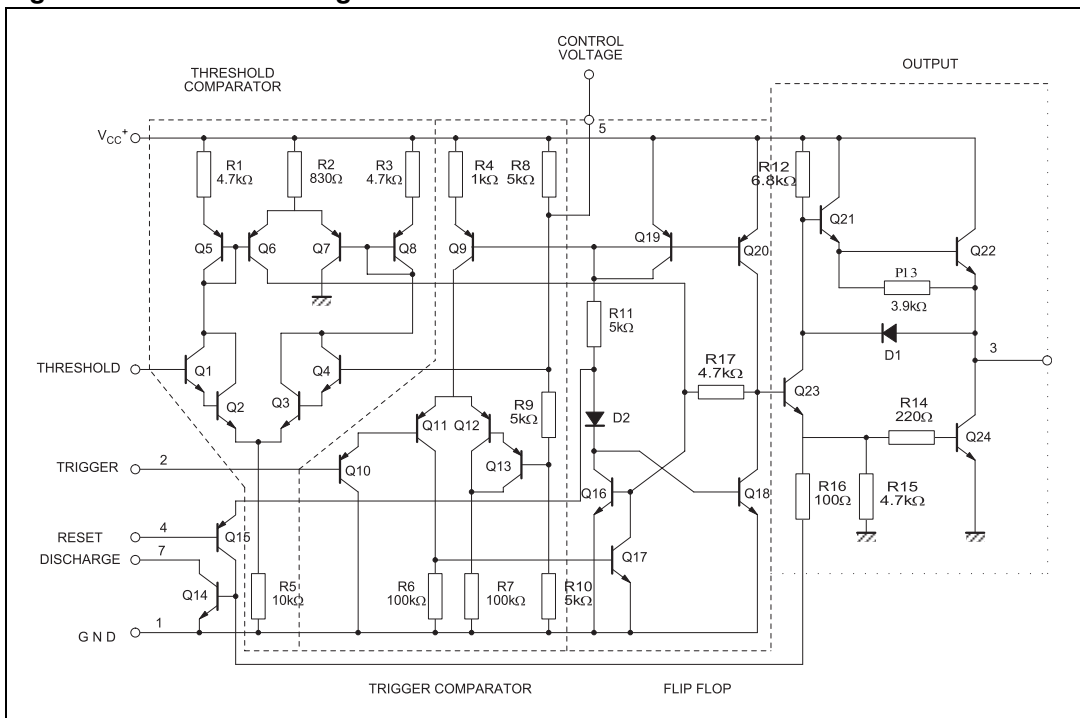 CONTROL
VOLTAGE
OUTPUT
THRESHOLD
COMPARATOR
5
VCC+
R1
4.7kΩ
R2
830Ω
R3
4.7kΩ
R4
1kΩ
R8
5kΩ
R12
6.8kΩ
Q5
Q6
Q7
Q8
Q9
Q19
Q20
Q21
Q22
P13
3.9kΩ
R11
5kΩ
D1
3
THRESHOLD
Q1
Q2
Q3
Q4
R17
4.7kΩ
Q23
R9
5kΩ
D2
R14
220Ω
Q11
Q12
Q24
TRIGGER
2
Q10
Q13
Q16
Q18
R16
100Ω
R15
4.7kΩ
RESET
4
Q15
DISCHARGE
7
Q17
Q14
R5
10kΩ
R6
100kΩ
R7
100kΩ
R10
5kΩ
GND
1
TRIGGER COMPARATOR
FLIP FLOP